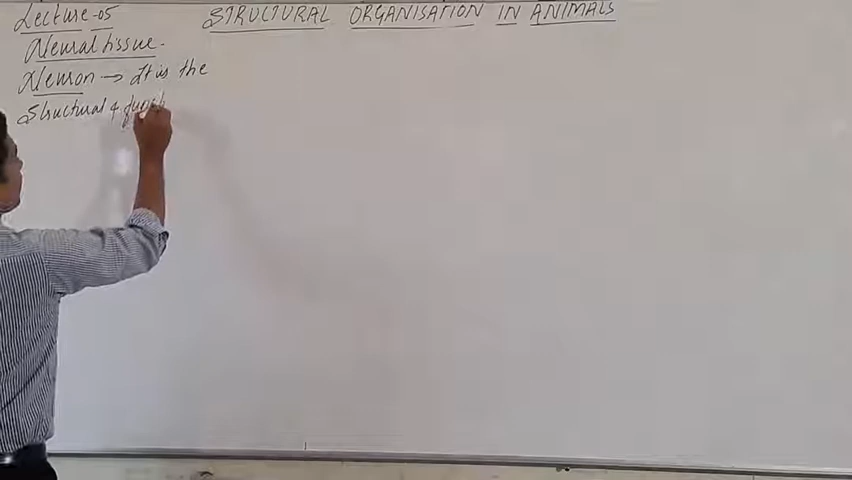 Lecture-05
STRUCTURAL ORGANISATION IN ANIMALS
Neural tissue-
Neuron → It is the
Structural &